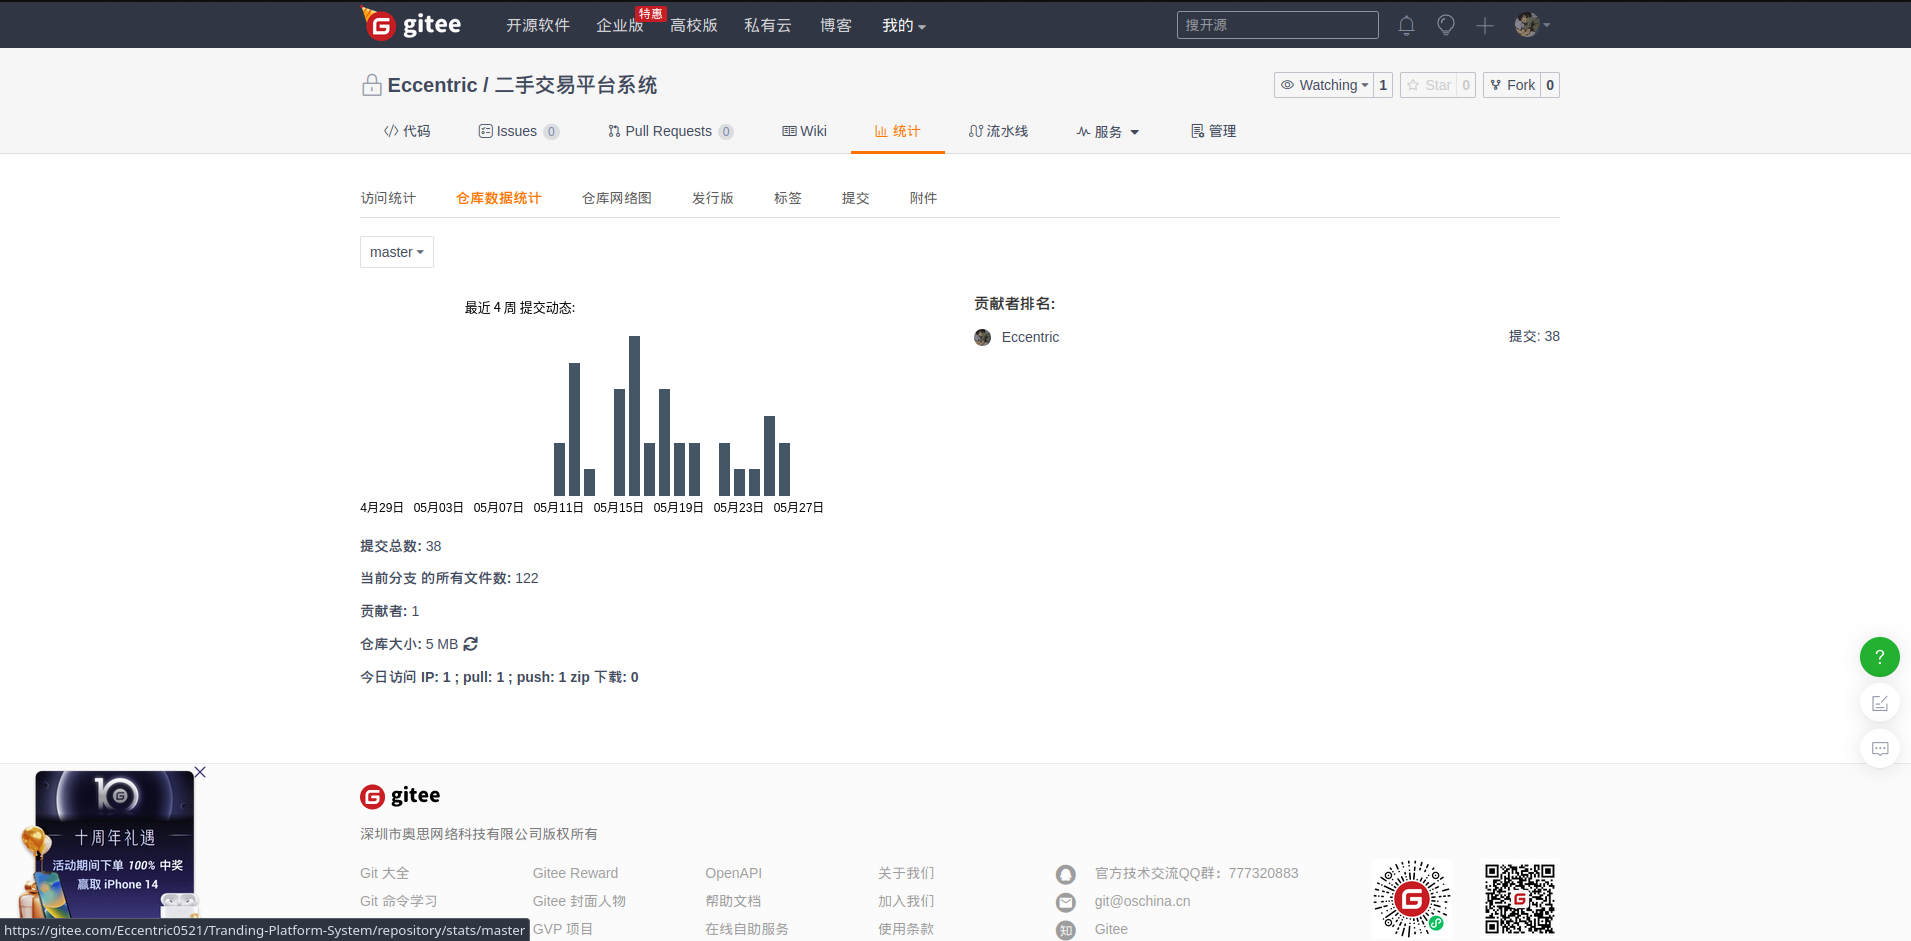 gitee 开源软件 企业版 特惠 高校版 私有云 博客 我的 搜开源
Eccentric / 二手交易平台系统 Watching 1 Star 0 Fork 0
代码 Issues 0 Pull Requests 0 Wiki 统计 流水线 服务 管理
访问统计 仓库数据统计 仓库网络图 发行版 标签 提交 附件
master
最近 4 周 提交动态:
4月29日 05月03日 05月07日 05月11日 05月15日 05月19日 05月23日 05月27日
贡献者排名:
Eccentric 提交: 38
提交总数: 38
当前分支 的所有文件数: 122
贡献者: 1
仓库大小: 5 MB
今日访问 IP: 1 ; pull: 1 ; push: 1 zip 下载: 0
?
10
十周年礼遇
活动期间下单 100% 中奖
赢取 iPhone 14
gitee
深圳市奥思网络科技有限公司版权所有
Git 大全 Gitee Reward OpenAPI 关于我们 官方技术交流QQ群：777320883
Git 命令学习 Gitee 封面人物 帮助文档 加入我们 git@oschina.cn
GVP 项目 在线自助服务 使用条款 知 Gitee
https://gitee.com/Eccentric0521/Tranding-Platform-System/repository/stats/master